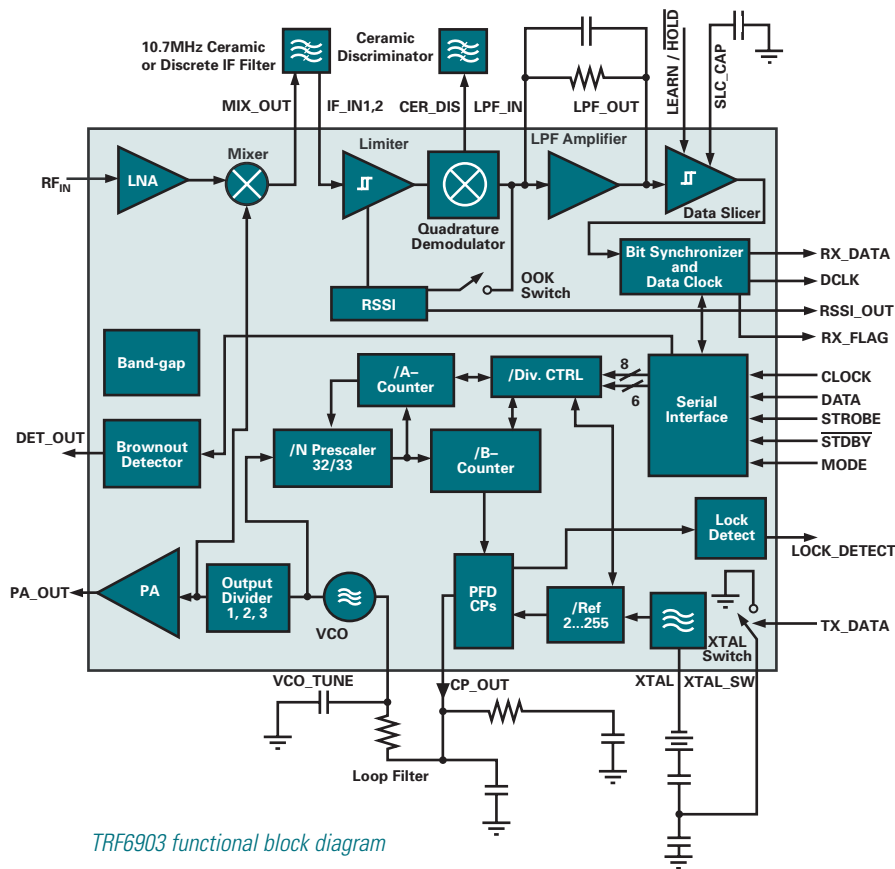 10.7MHz Ceramic
or Discrete IF Filter
Ceramic
Discriminator
LEARN / HOLD
SLC_CAP
MIX_OUT
IF_IN1,2
CER_DIS
LPF_IN
LPF_OUT
Mixer
Limiter
LPF Amplifier
RFIN
LNA
Data Slicer
Quadrature
Demodulator
Bit Synchronizer
and
Data Clock
RX_DATA
DCLK
OOK
Switch
RSSI
RSSI_OUT
RX_FLAG
Band-gap
/A–
Counter
/Div. CTRL
8
6
Serial
Interface
CLOCK
DATA
STROBE
STDBY
MODE
DET_OUT
Brownout
Detector
/N Prescaler
32/33
/B–
Counter
Lock
Detect
LOCK_DETECT
PA_OUT
PA
Output
Divider
1, 2, 3
VCO
PFD
CPs
/Ref
2...255
XTAL
Switch
TX_DATA
VCO_TUNE
CP_OUT
XTAL
XTAL_SW
Loop Filter
TRF6903 functional block diagram